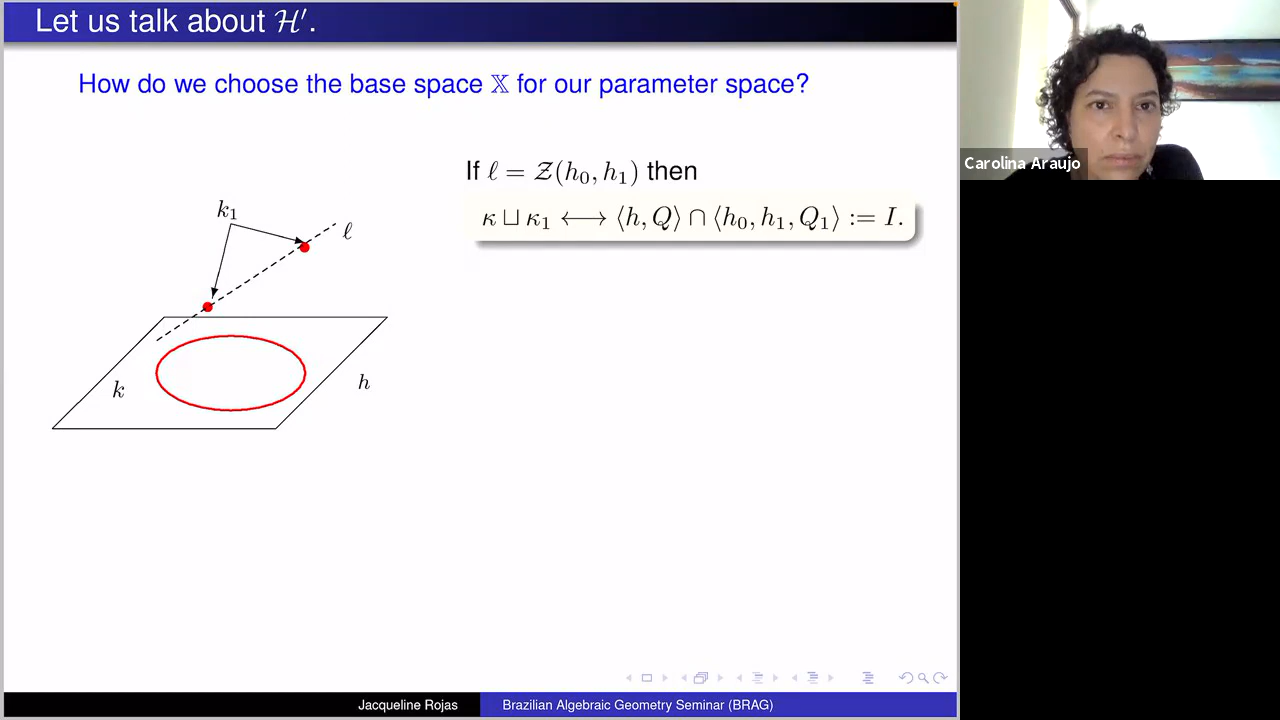 Let us talk about ℋ′.
How do we choose the base space 𝕏 for our parameter space?
If ℓ = 𝒵(h₀, h₁) then
κ ⊔ κ₁ ⟷ ⟨h, Q⟩ ∩ ⟨h₀, h₁, Q₁⟩ := I.
k₁
ℓ
k
h
Carolina Araujo
Jacqueline Rojas
Brazilian Algebraic Geometry Seminar (BRAG)